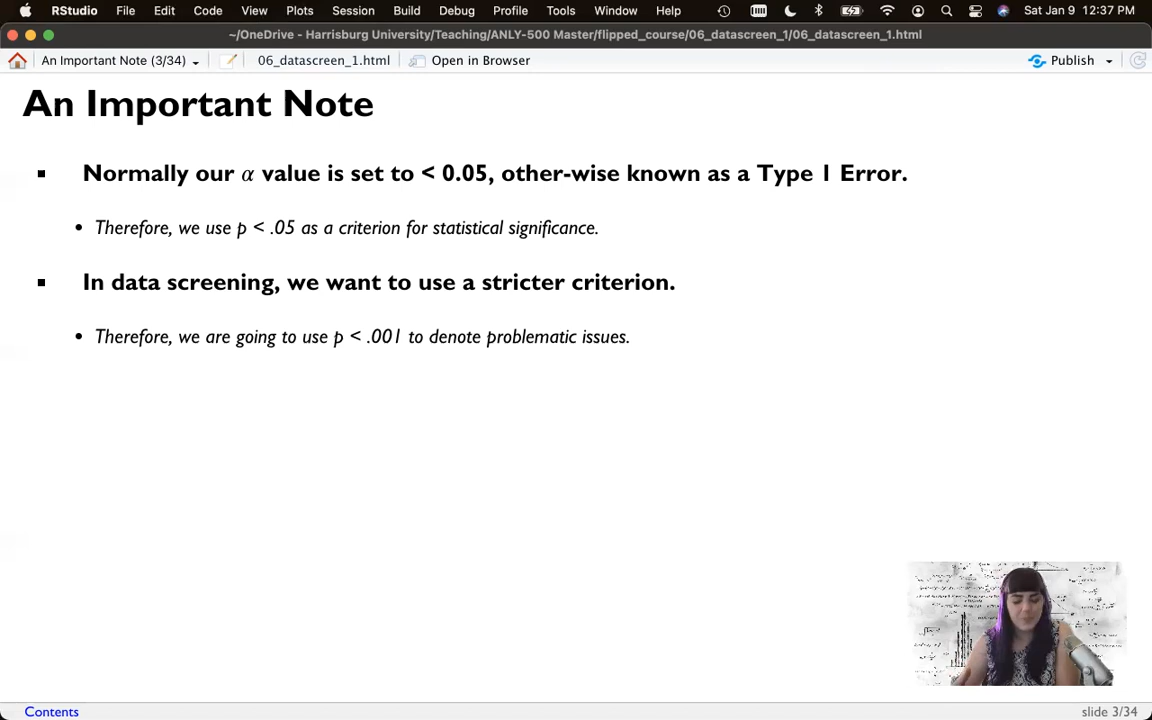 RStudio File Edit Code View Plots Session Build Debug Profile Tools Window Help Sat Jan 9 12:37 PM
~/OneDrive - Harrisburg University/Teaching/ANLY-500 Master/flipped_course/06_datascreen_1/06_datascreen_1.html
An Important Note (3/34) 06_datascreen_1.html Open in Browser Publish
An Important Note
Normally our α value is set to < 0.05, other-wise known as a Type 1 Error.
Therefore, we use p < .05 as a criterion for statistical significance.
In data screening, we want to use a stricter criterion.
Therefore, we are going to use p < .001 to denote problematic issues.
Contents slide 3/34